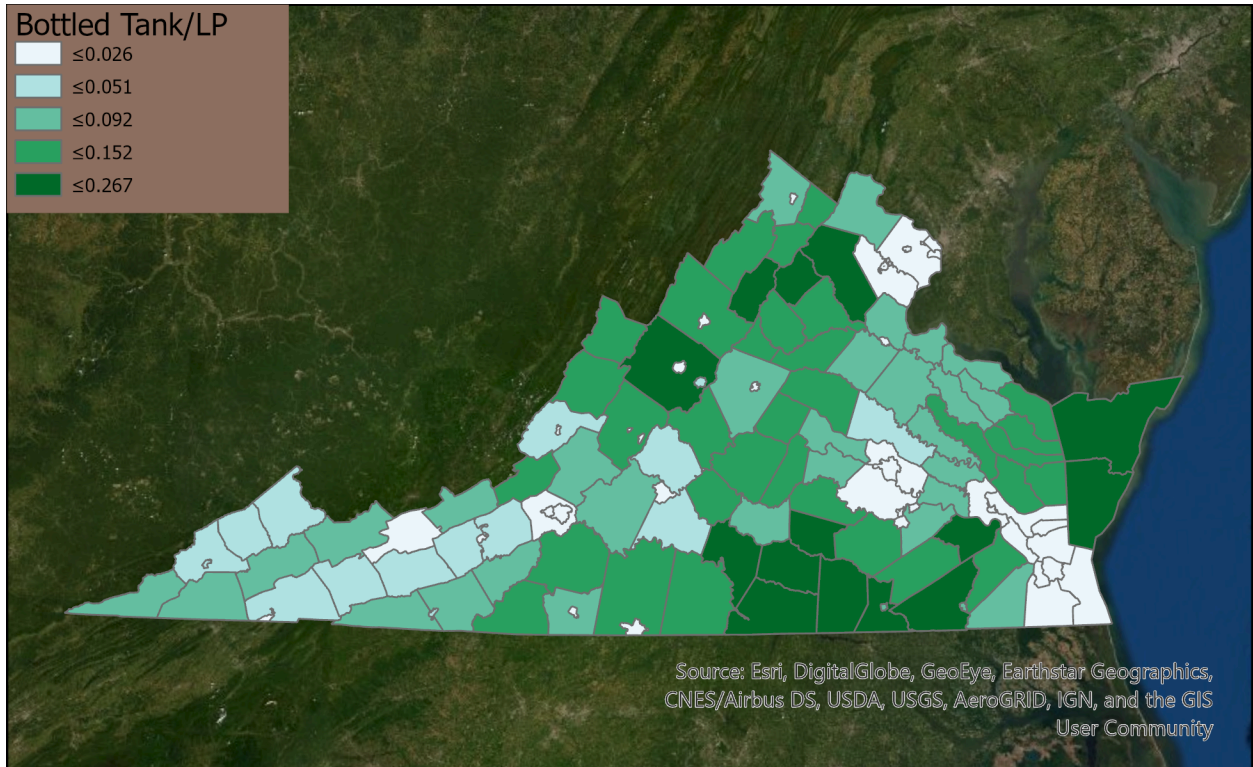 Bottled Tank/LP
≤0.026
≤0.051
≤0.092
≤0.152
≤0.267
Source: Esri, DigitalGlobe, GeoEye, Earthstar Geographics,
CNES/Airbus DS, USDA, USGS, AeroGRID, IGN, and the GIS
User Community